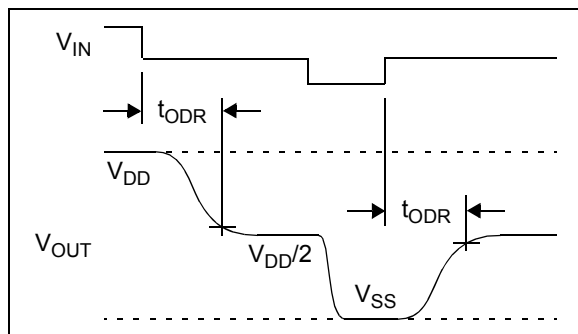 V_IN
t_ODR
V_DD
t_ODR
V_OUT
V_DD/2
V_SS